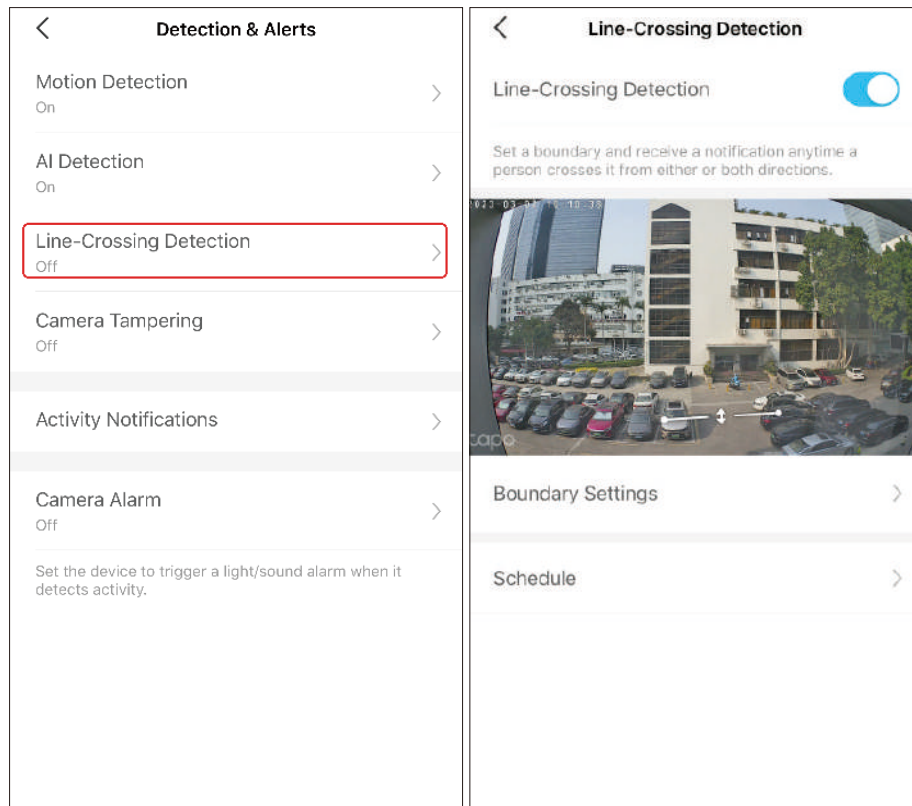 Detection & Alerts
Motion Detection
On
AI Detection
On
Line-Crossing Detection
Off
Camera Tampering
Off
Activity Notifications
Camera Alarm
Off
Set the device to trigger a light/sound alarm when it
detects activity.
Line-Crossing Detection
Line-Crossing Detection
Set a boundary and receive a notification anytime a
person crosses it from either or both directions.
tapo
Boundary Settings
Schedule